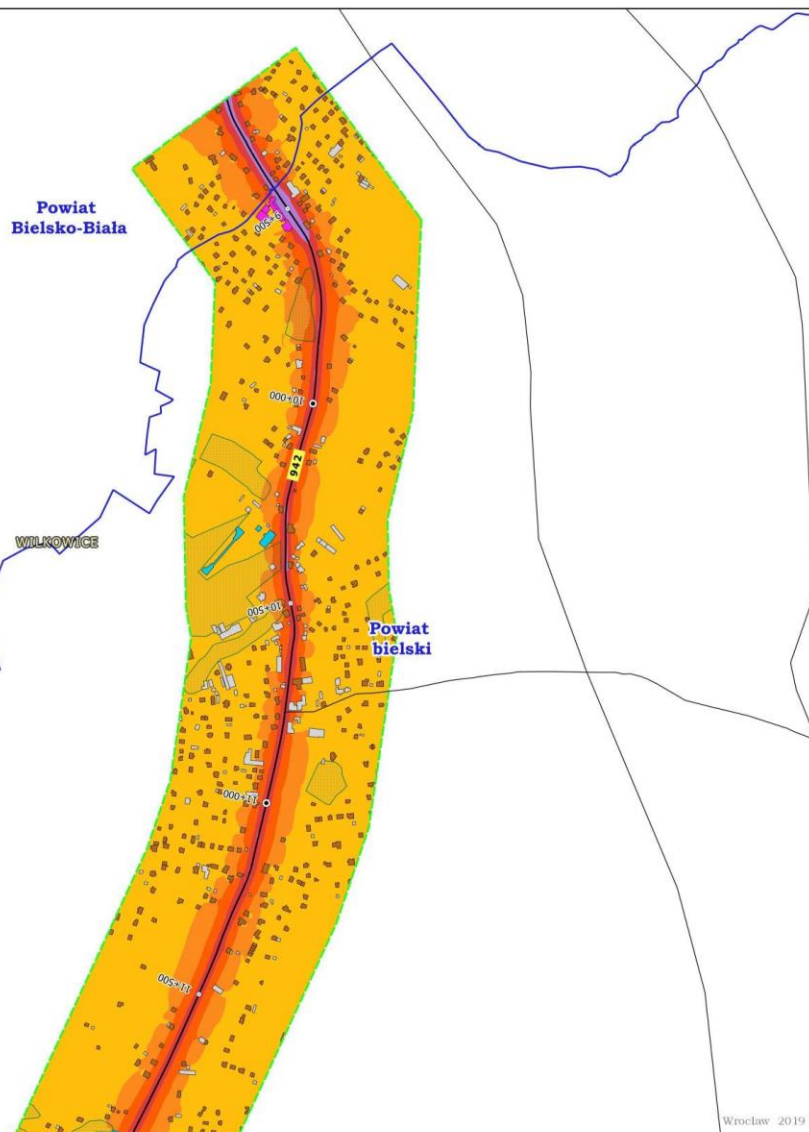 Powiat
Bielsko-Biała
9+500
10+000
942
WILKOWICE
10+500
Powiat
bielski
11+000
11+500
Wrocław 2019